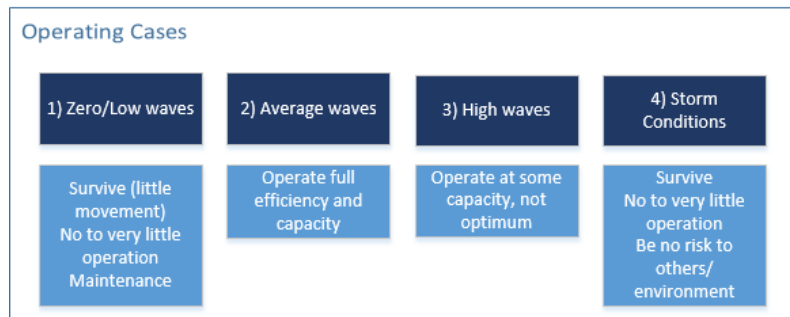 Operating Cases
1) Zero/Low waves
Survive (little
movement)
No to very little
operation
Maintenance
2) Average waves
Operate full
efficiency and
capacity
3) High waves
Operate at some
capacity, not
optimum
4) Storm
Conditions
Survive
No to very little
operation
Be no risk to
others/
environment